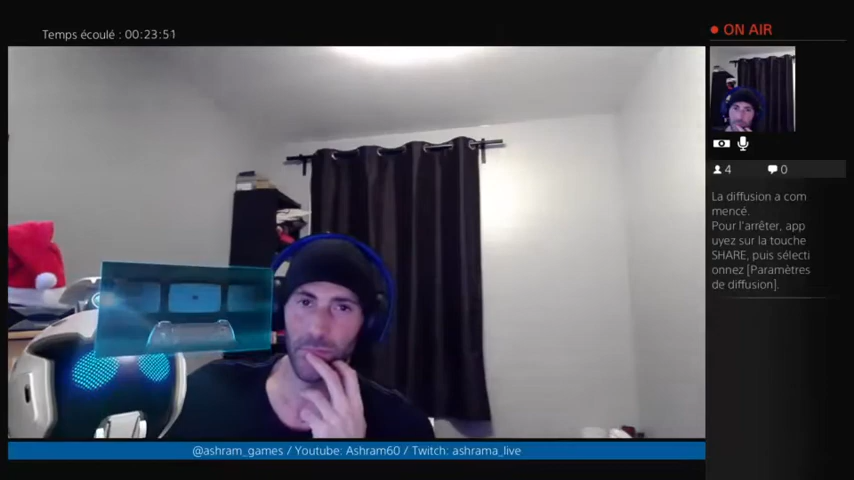 Temps écoulé : 00:23:51
ON AIR
4
0
La diffusion a com
mencé.
Pour l'arrêter, app
uyez sur la touche
SHARE, puis sélecti
onnez [Paramètres
de diffusion].
@ashram_games / Youtube: Ashram60 / Twitch: ashrama_live